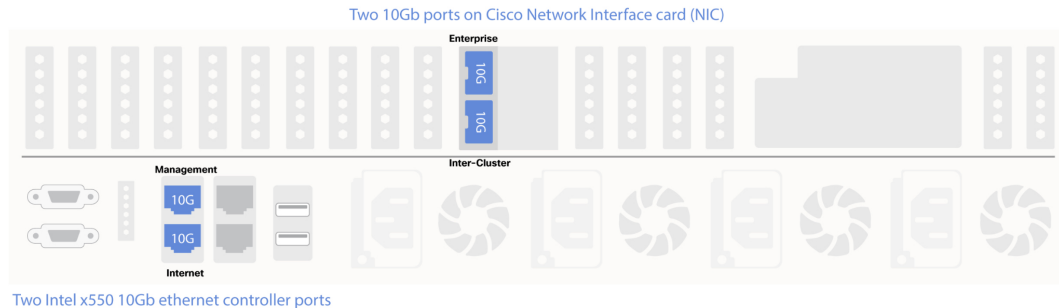 Two 10Gb ports on Cisco Network Interface card (NIC)
Enterprise
10G
10G
Inter-Cluster
Management
10G
10G
Internet
Two Intel x550 10Gb ethernet controller ports